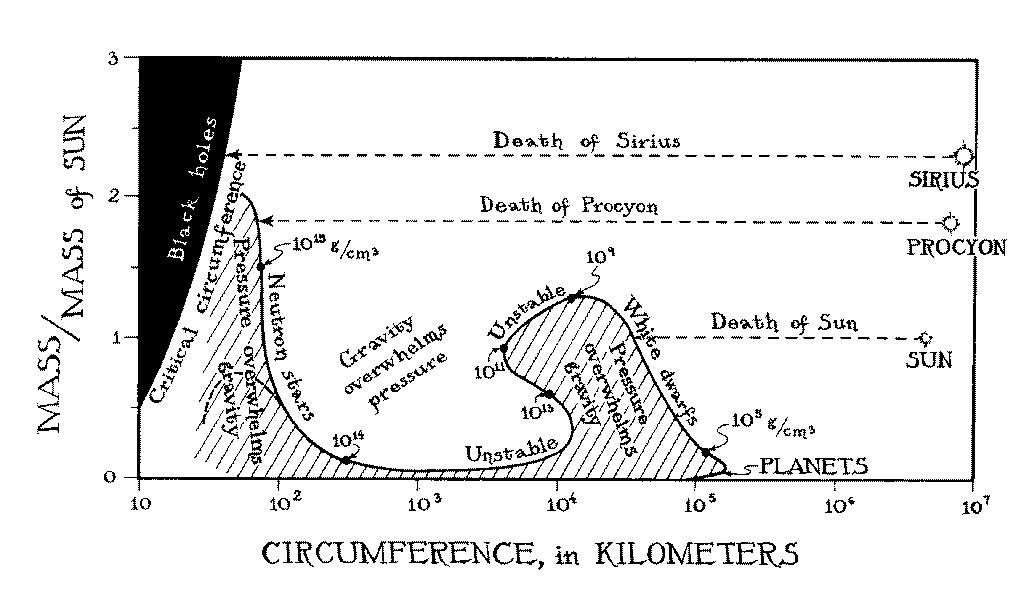 3
2
1
0
MASS/MASS of SUN
Black holes
Critical circumference
Death of Sirius
SIRIUS
Death of Procyon
PROCYON
10¹⁵ g/cm³
Neutron stars
Pressure
overwhelms
gravity
Gravity
overwhelms
pressure
10⁹
Unstable
White dwarfs
Death of Sun
SUN
Pressure
overwhelms
gravity
10¹³
10¹⁴
Unstable
g/cm³
PLANETS
10
10²
10³
10⁴
10⁵
10⁶
10⁷
CIRCUMFERENCE, in KILOMETERS